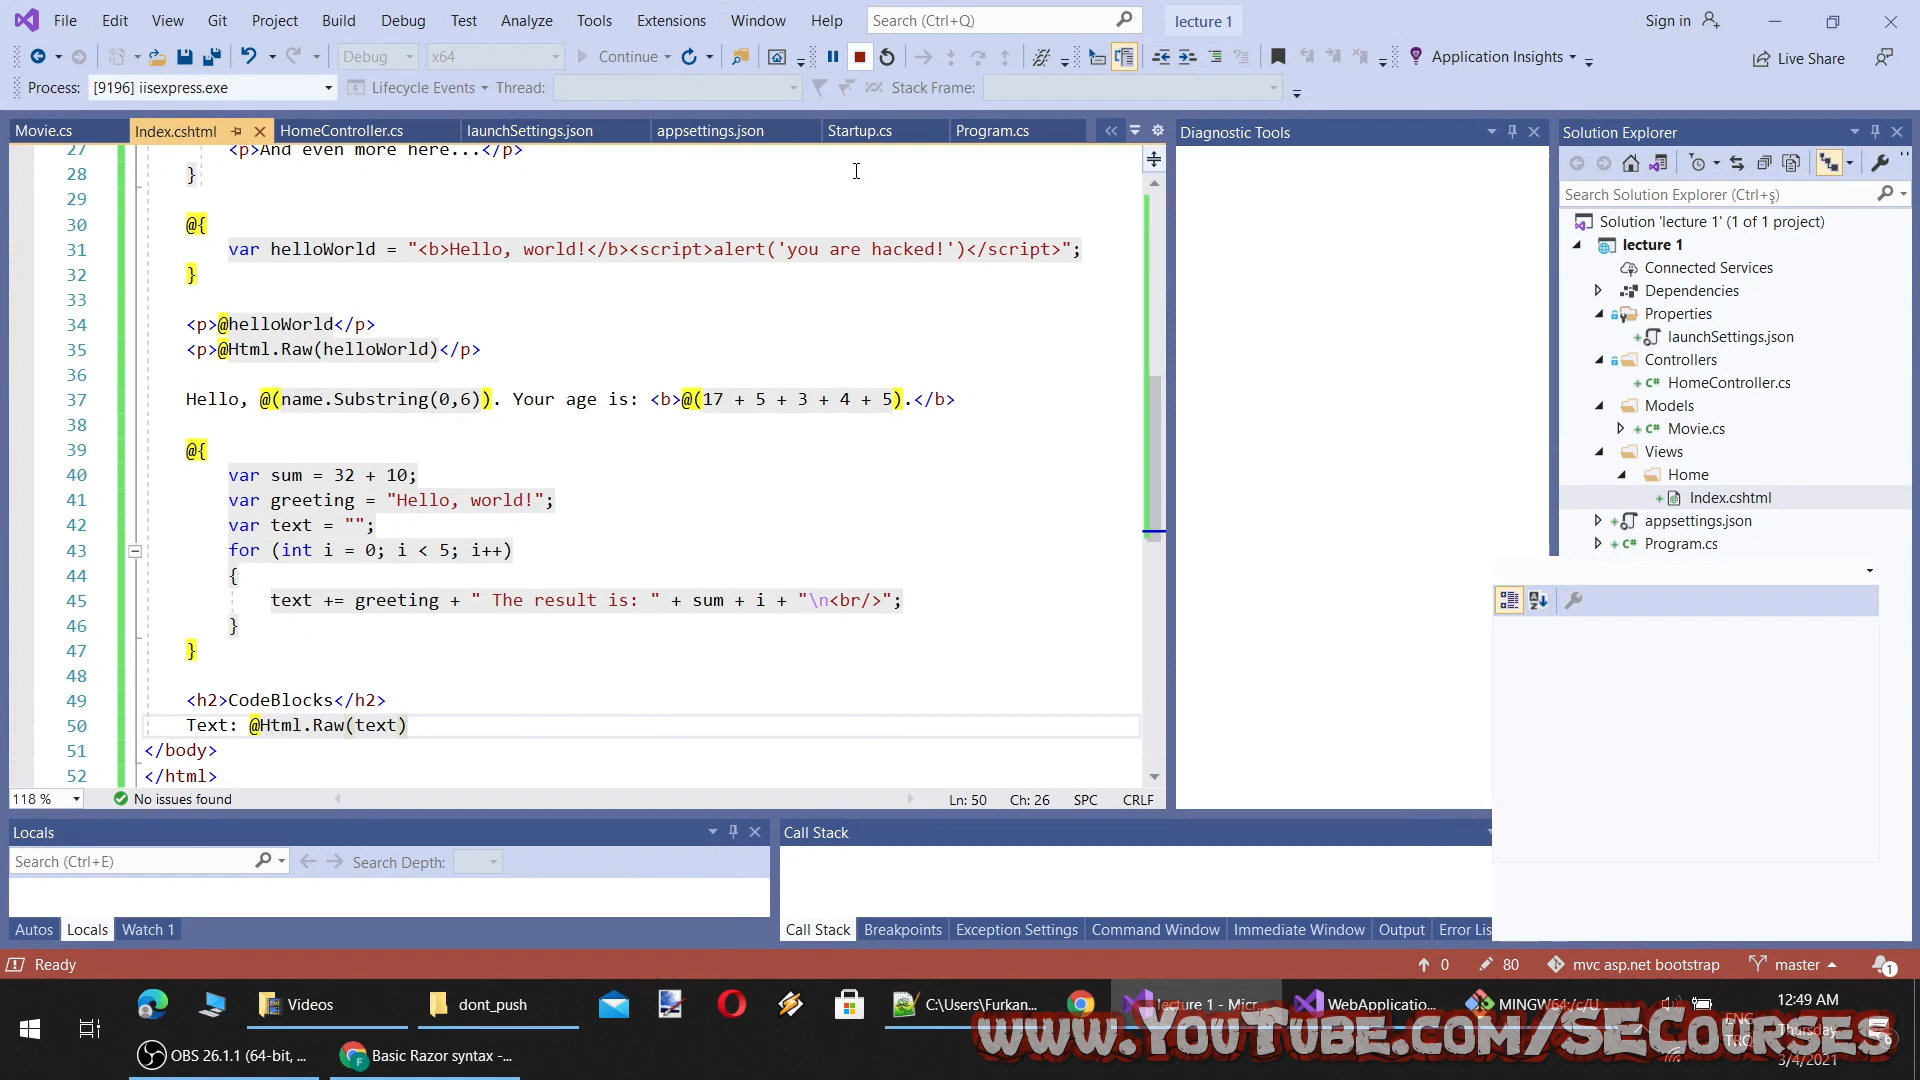 File Edit View Git Project Build Debug Test Analyze Tools Extensions Window Help Search (Ctrl+Q) lecture 1 Sign in
Debug x64 Continue Application Insights Live Share
Process: [9196] iisexpress.exe Lifecycle Events Thread: Stack Frame:
Movie.cs Index.cshtml HomeController.cs launchSettings.json appsettings.json Startup.cs Program.cs
27 <p>And even more here...</p>
28 }
29
30 @{
31 var helloWorld = "<b>Hello, world!</b><script>alert('you are hacked!')</script>";
32 }
33
34 <p>@helloWorld</p>
35 <p>@Html.Raw(helloWorld)</p>
36
37 Hello, @(name.Substring(0,6)). Your age is: <b>@(17 + 5 + 3 + 4 + 5).</b>
38
39 @{
40 var sum = 32 + 10;
41 var greeting = "Hello, world!";
42 var text = "";
43 for (int i = 0; i < 5; i++)
44 {
45 text += greeting + " The result is: " + sum + i + "\n<br/>";
46 }
47 }
48
49 <h2>CodeBlocks</h2>
50 Text: @Html.Raw(text)
51 </body>
52 </html>
118 % No issues found Ln: 50 Ch: 26 SPC CRLF
Diagnostic Tools
Solution Explorer
Search Solution Explorer (Ctrl+ş)
Solution 'lecture 1' (1 of 1 project)
lecture 1
Connected Services
Dependencies
Properties
launchSettings.json
Controllers
C# HomeController.cs
Models
C# Movie.cs
Views
Home
Index.cshtml
appsettings.json
C# Program.cs
Locals
Search (Ctrl+E) Search Depth:
Autos Locals Watch 1
Call Stack
Call Stack Breakpoints Exception Settings Command Window Immediate Window Output Error Lis
Ready 0 80 mvc asp.net bootstrap master 1
Videos dont_push C:\Users\Furkan... lecture 1 - Micr... WebApplicatio... MINGW64:/c/U... 12:49 AM
Thursday
3/4/2021
OBS 26.1.1 (64-bit, ... Basic Razor syntax -...
www.YouTube.com/SECourses